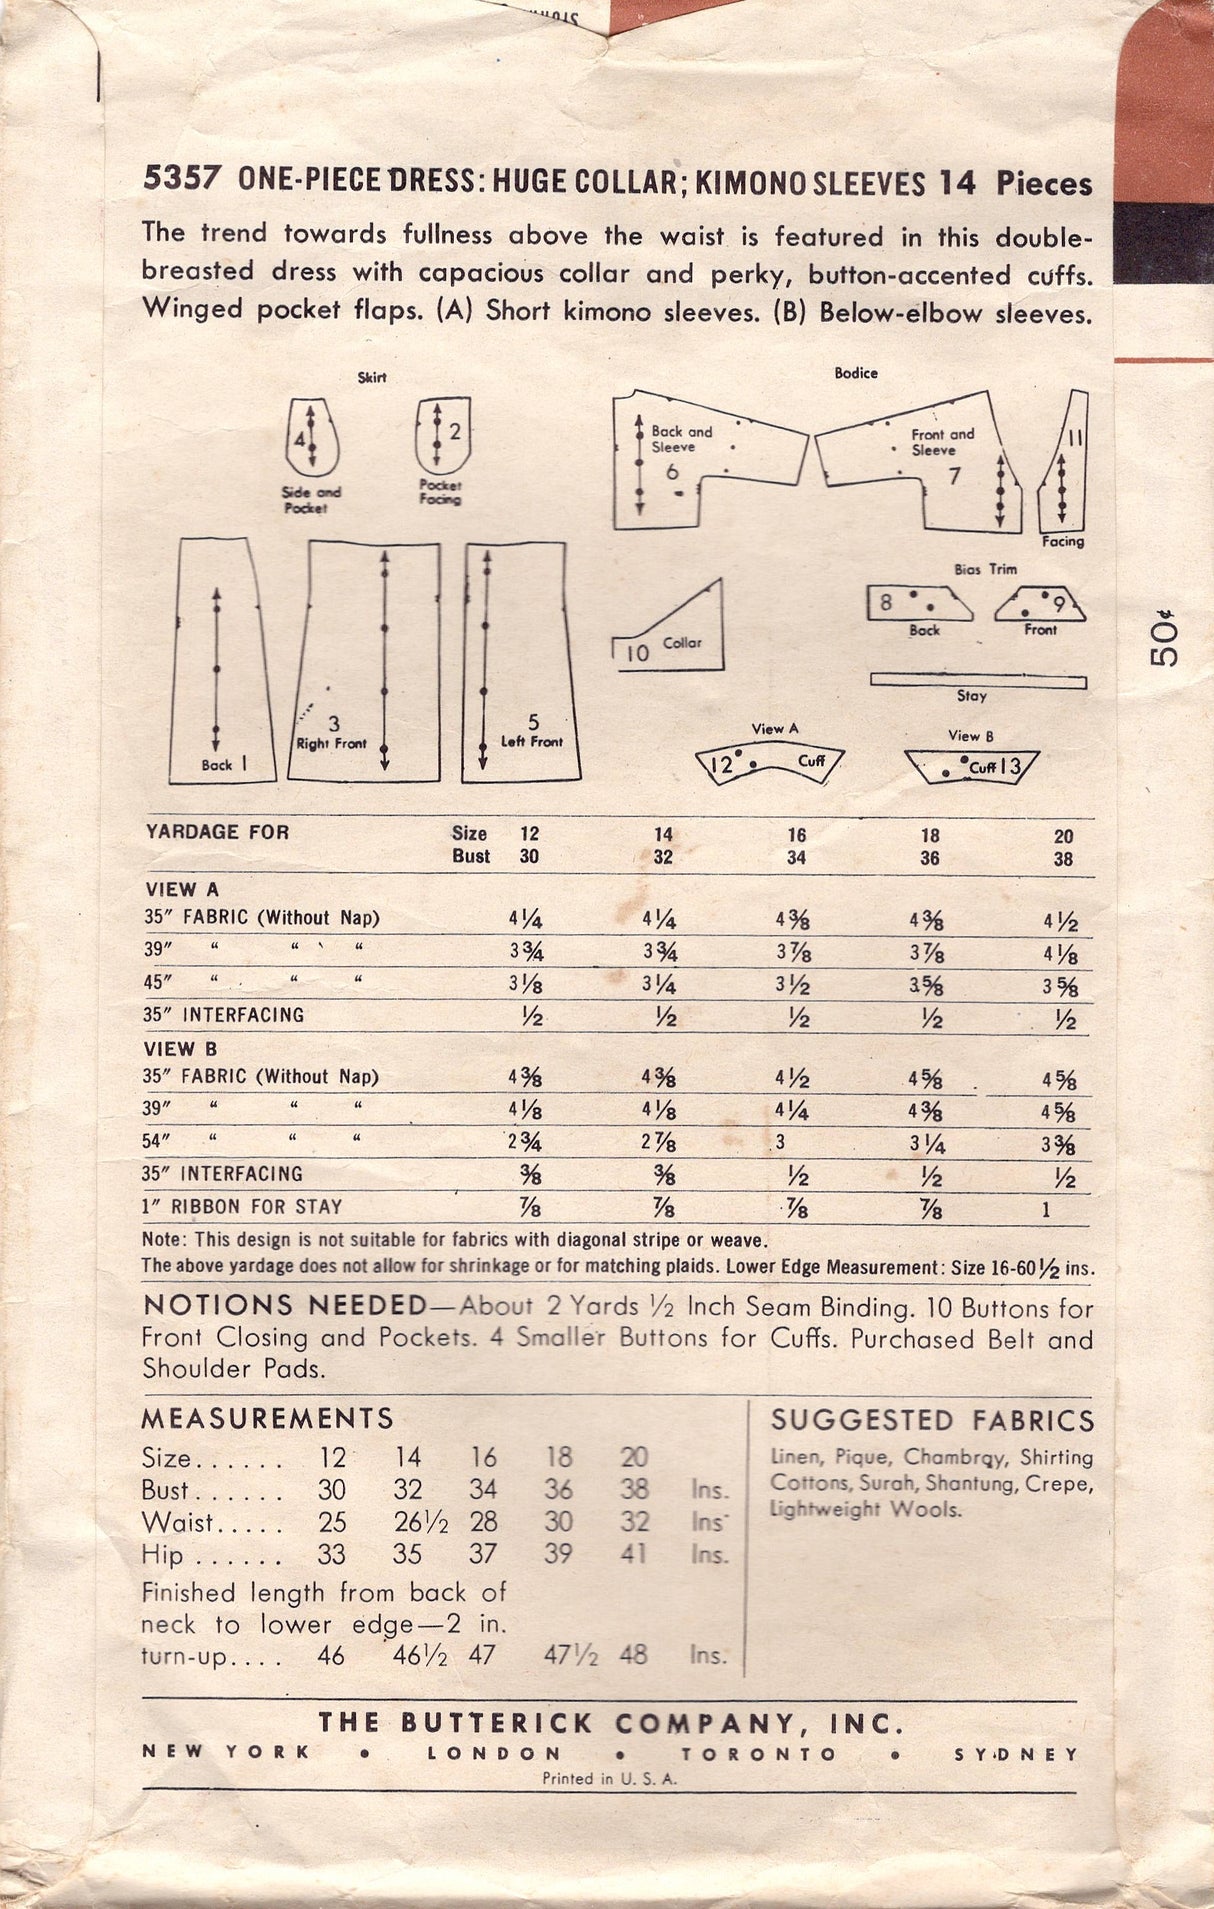 5357 ONE-PIECE DRESS: HUGE COLLAR; KIMONO SLEEVES 14 Pieces
The trend towards fullness above the waist is featured in this double-
breasted dress with capacious collar and perky, button-accented cuffs.
Winged pocket flaps. (A) Short kimono sleeves. (B) Below-elbow sleeves.
Skirt
Bodice
4
Side and
Pocket
2
Pocket
Facing
Back and
Sleeve
6
Front and
Sleeve
7
11
Facing
Back 1
3
Right Front
5
Left Front
10 Collar
Bias Trim
8
Back
9
Front
Stay
View A
12 Cuff
View B
Cuff 13
50¢
YARDAGE FOR Size 12 14 16 18 20
Bust 30 32 34 36 38
VIEW A
35" FABRIC (Without Nap) 4¼ 4¼ 4⅜ 4⅜ 4½
39" " " " 3¾ 3¾ 3⅞ 3⅞ 4⅛
45" " " " 3⅛ 3¼ 3½ 3⅝ 3⅝
35" INTERFACING ½ ½ ½ ½ ½
VIEW B
35" FABRIC (Without Nap) 4⅜ 4⅜ 4½ 4⅝ 4⅝
39" " " " 4⅛ 4⅛ 4¼ 4⅜ 4⅝
54" " " " 2¾ 2⅞ 3 3¼ 3⅜
35" INTERFACING ⅜ ⅜ ½ ½ ½
1" RIBBON FOR STAY ⅞ ⅞ ⅞ ⅞ 1
Note: This design is not suitable for fabrics with diagonal stripe or weave.
The above yardage does not allow for shrinkage or for matching plaids. Lower Edge Measurement: Size 16-60½ ins.
NOTIONS NEEDED—About 2 Yards ½ Inch Seam Binding. 10 Buttons for
Front Closing and Pockets. 4 Smaller Buttons for Cuffs. Purchased Belt and
Shoulder Pads.
MEASUREMENTS
Size...... 12 14 16 18 20
Bust...... 30 32 34 36 38 Ins.
Waist..... 25 26½ 28 30 32 Ins
Hip ...... 33 35 37 39 41 Ins.
Finished length from back of
neck to lower edge—2 in.
turn-up.... 46 46½ 47 47½ 48 Ins.
SUGGESTED FABRICS
Linen, Pique, Chambray, Shirting
Cottons, Surah, Shantung, Crepe,
Lightweight Wools.
THE BUTTERICK COMPANY, INC.
NEW YORK • LONDON • TORONTO • SYDNEY
Printed in U. S. A.